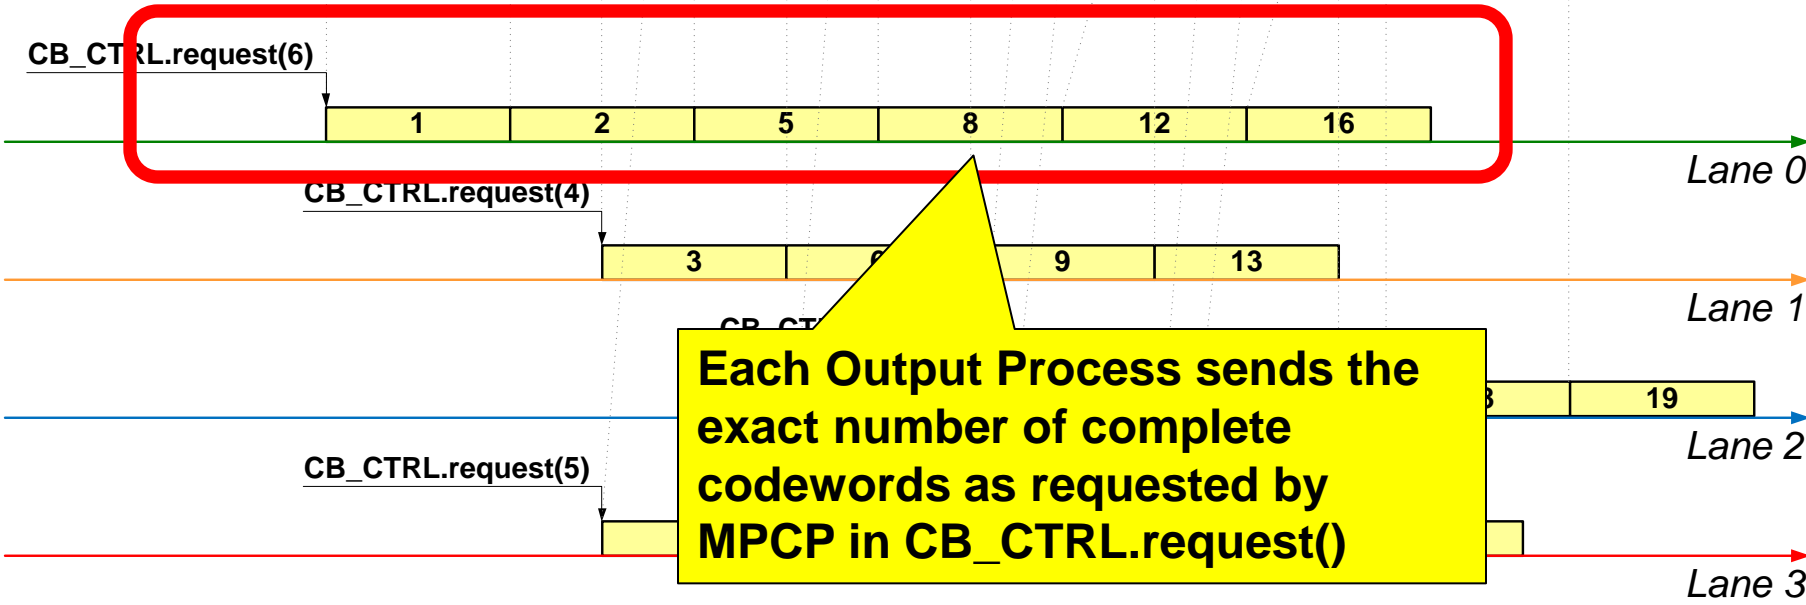 CB_CTRL.request(6)
1 2 5 8 12 16
Lane 0
CB_CTRL.request(4)
3 9 13
Lane 1
Each Output Process sends the
exact number of complete
codewords as requested by
MPCP in CB_CTRL.request()
19
Lane 2
CB_CTRL.request(5)
Lane 3